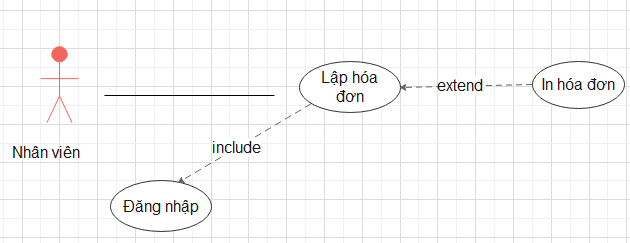 Lập hóa
đơn
extend
In hóa đơn
include
Nhân viên
Đăng nhập